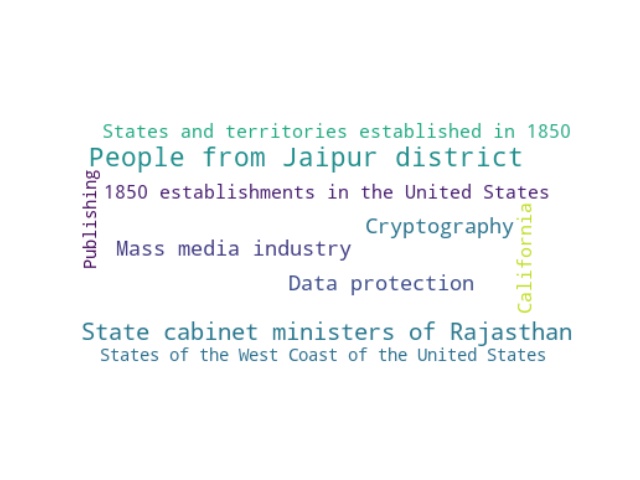 States and territories established in 1850
People from Jaipur district
Publishing
1850 establishments in the United States
Cryptography
California
Mass media industry
Data protection
State cabinet ministers of Rajasthan
States of the West Coast of the United States